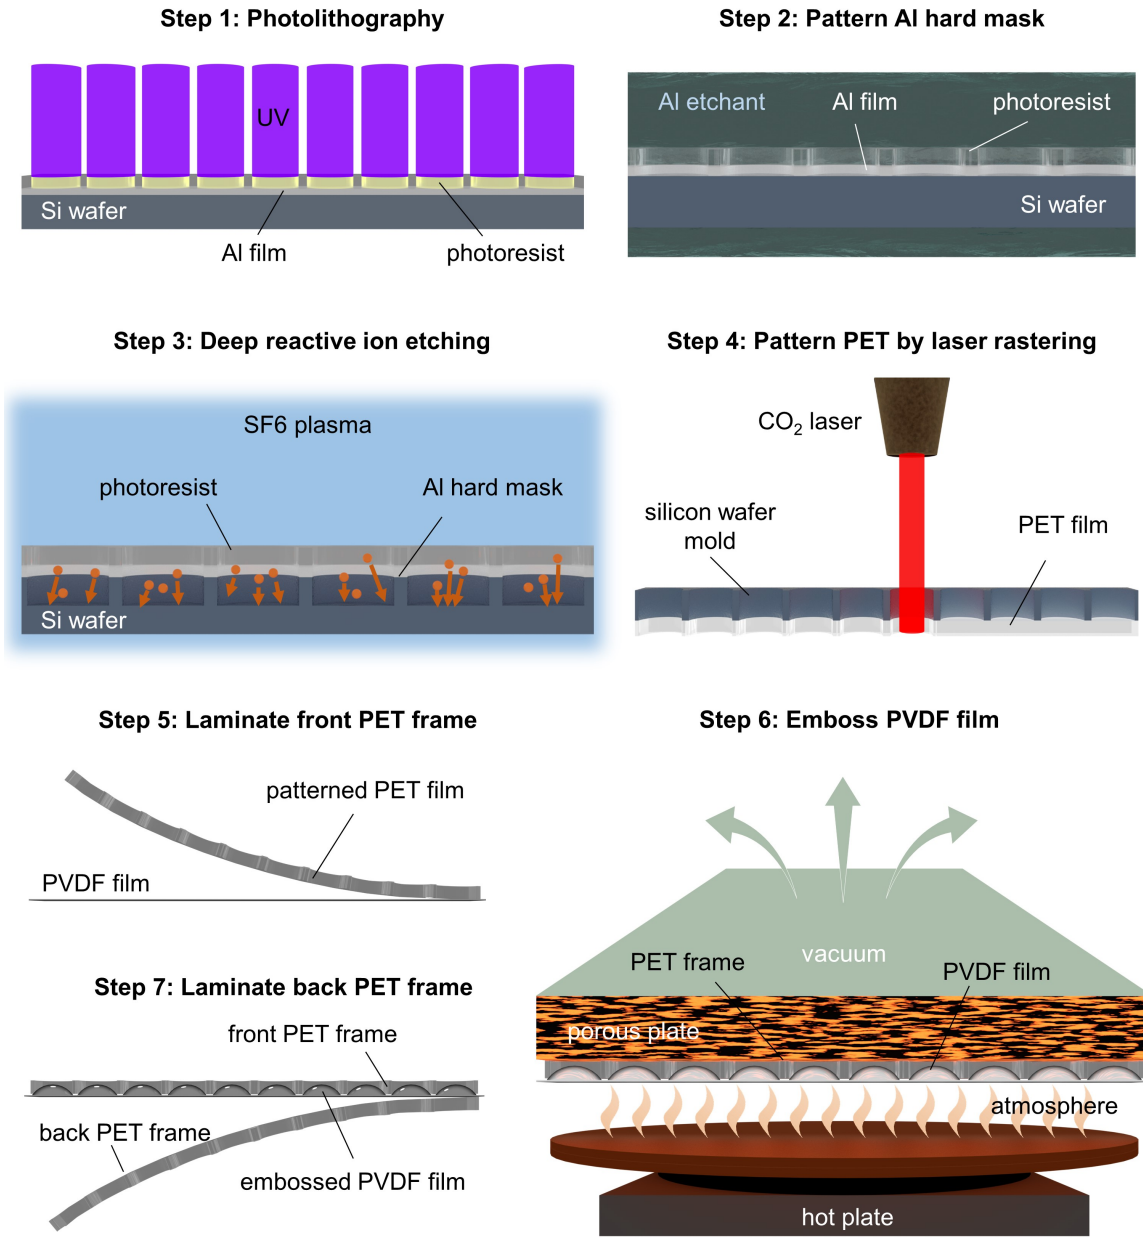 Step 1: Photolithography
UV
Si wafer
Al film
photoresist
Step 2: Pattern Al hard mask
Al etchant
Al film
photoresist
Si wafer
Step 3: Deep reactive ion etching
SF6 plasma
photoresist
Al hard mask
Si wafer
Step 4: Pattern PET by laser rastering
CO₂ laser
silicon wafer
mold
PET film
Step 5: Laminate front PET frame
patterned PET film
PVDF film
Step 6: Emboss PVDF film
vacuum
PET frame
PVDF film
porous plate
atmosphere
hot plate
Step 7: Laminate back PET frame
front PET frame
back PET frame
embossed PVDF film